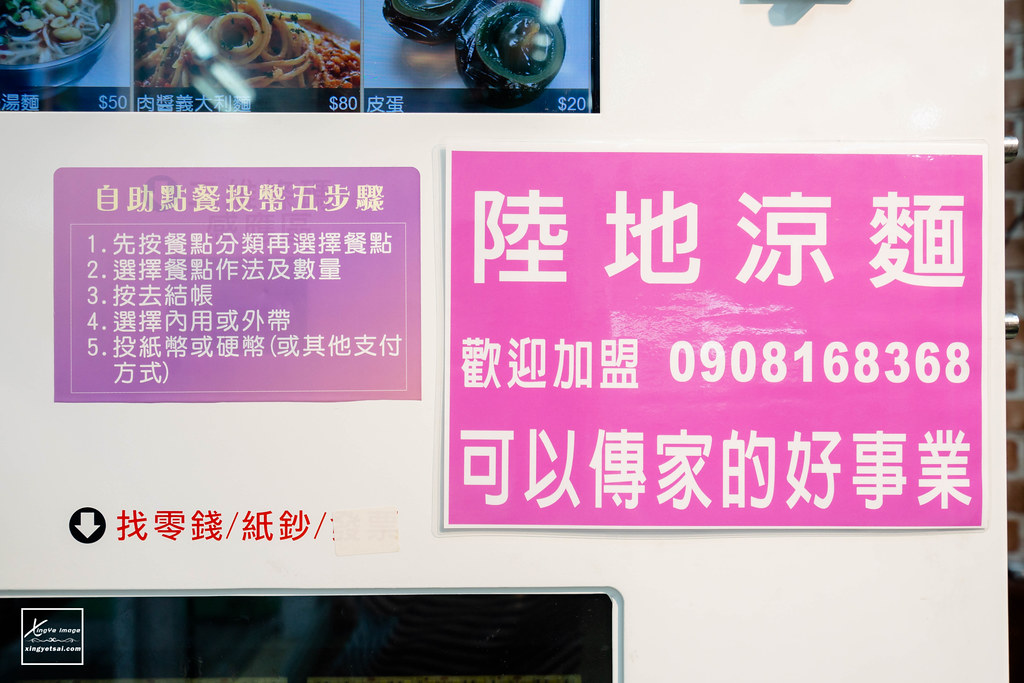 湯麵 $50 肉醬義大利麵 $80 皮蛋 $20
自助點餐投幣五步驟
1. 先按餐點分類再選擇餐點
2. 選擇餐點作法及數量
3. 按去結帳
4. 選擇內用或外帶
5. 投紙幣或硬幣(或其他支付
方式)
陸地涼麵
歡迎加盟 0908168368
可以傳家的好事業
找零錢/紙鈔/發票
XingYe Image
xingyetsai.com